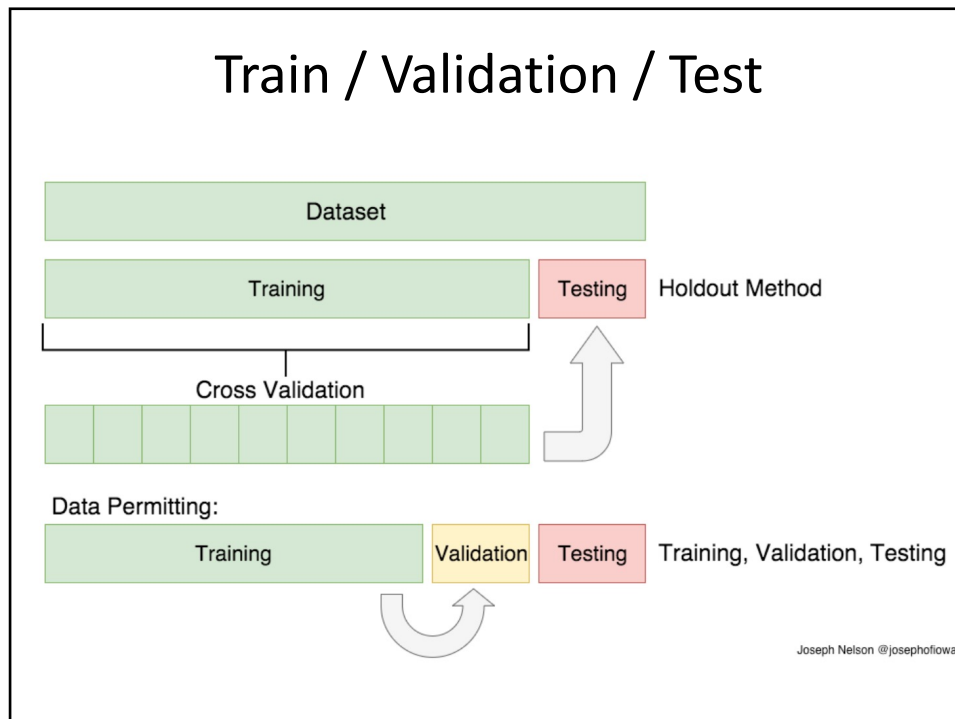 Train / Validation / Test
Dataset
Training
Testing
Holdout Method
Cross Validation
Data Permitting:
Training
Validation
Testing
Training, Validation, Testing
Joseph Nelson @josephofiowa